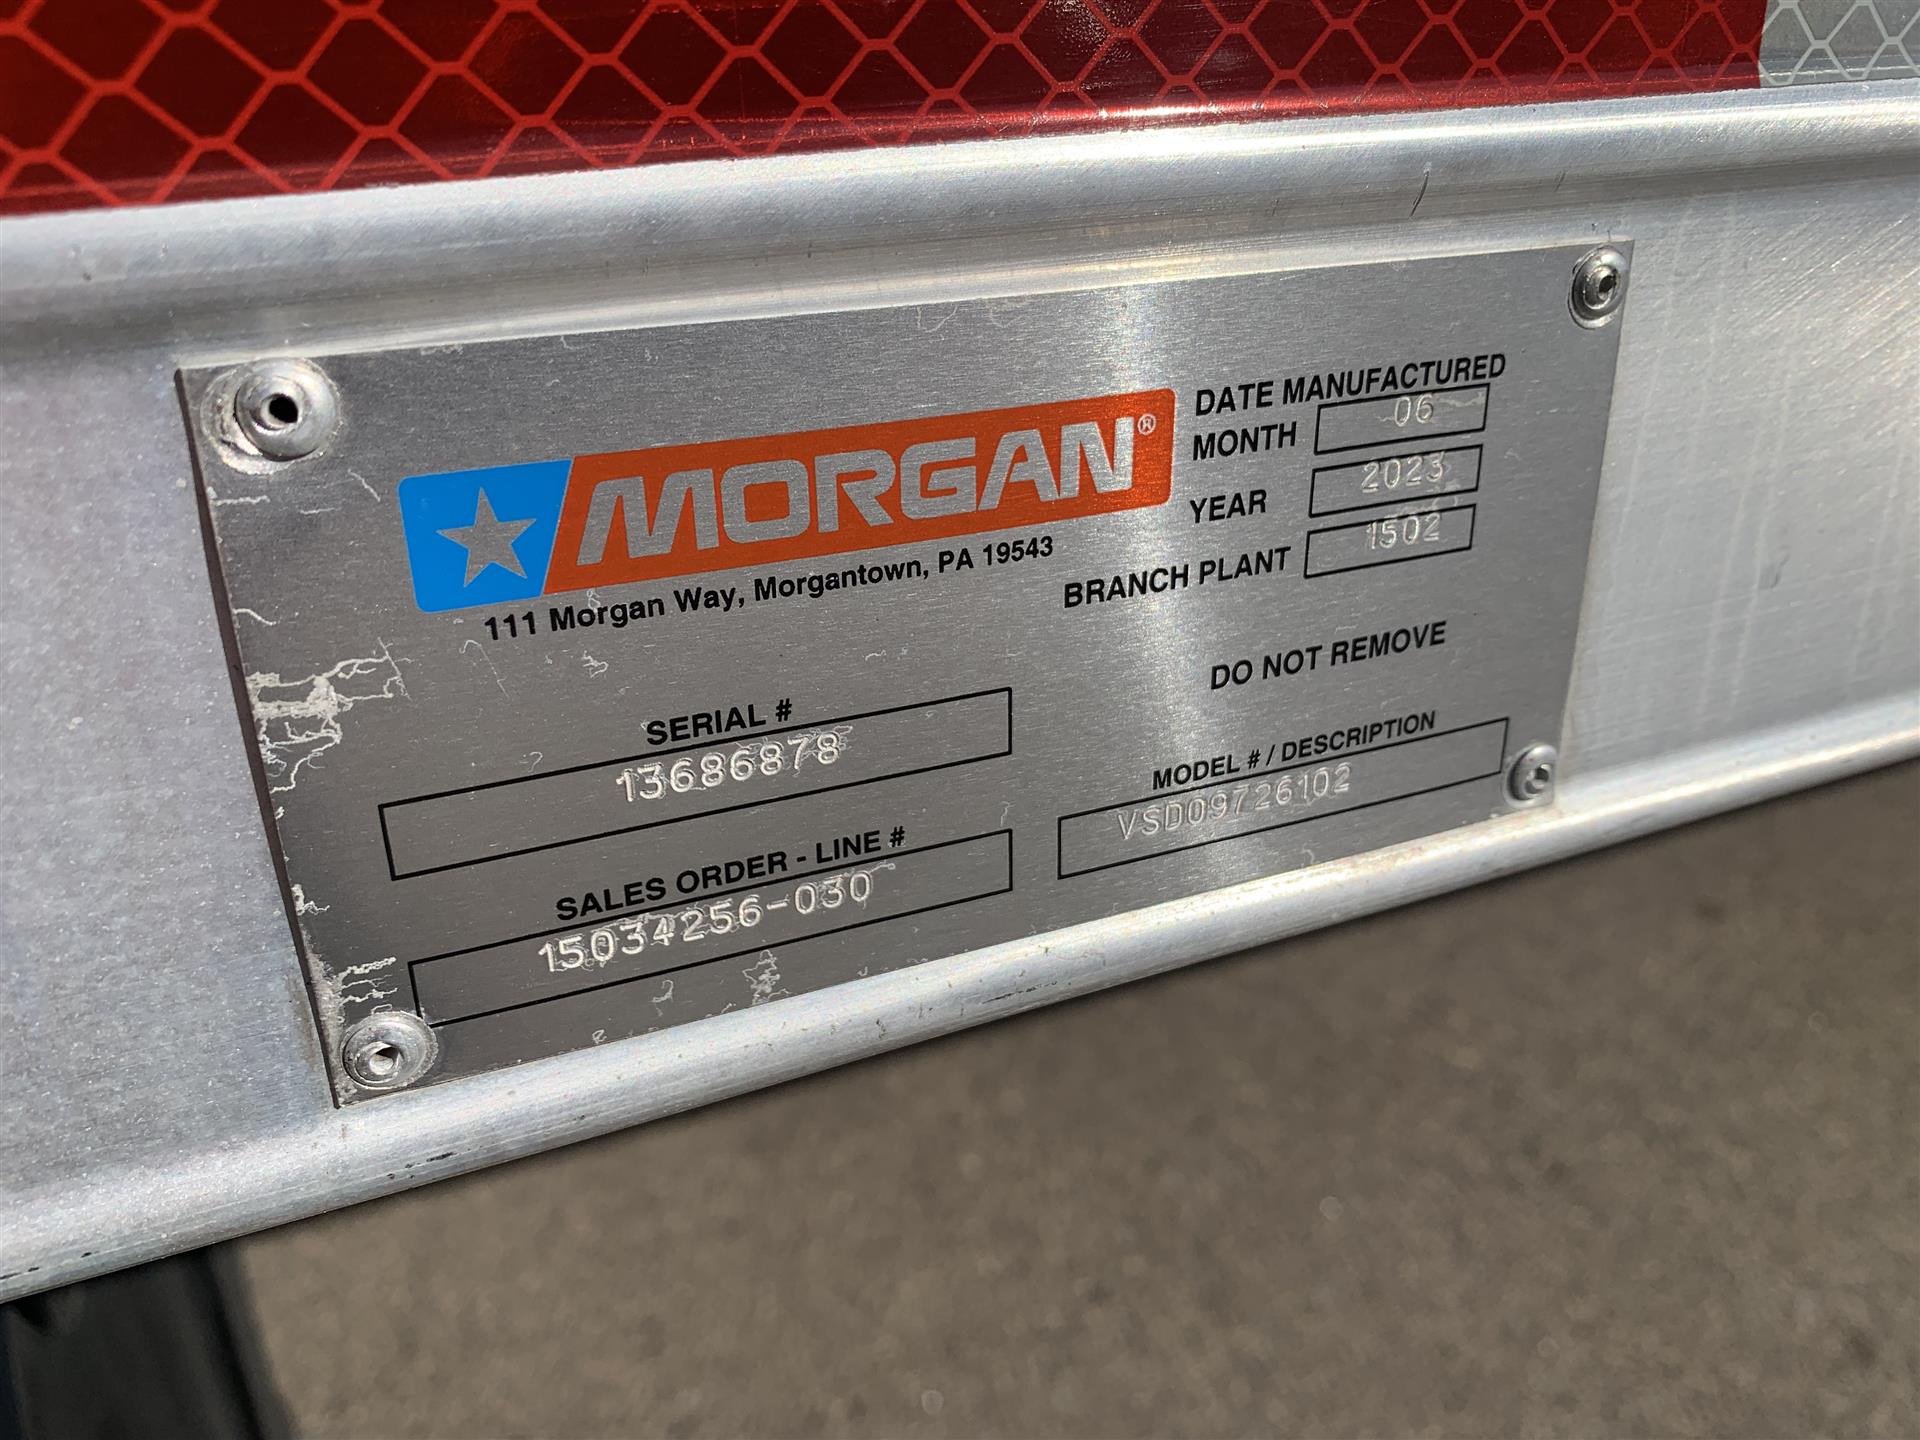 MORGAN®
111 Morgan Way, Morgantown, PA 19543
DATE MANUFACTURED
MONTH 06
YEAR 2023
BRANCH PLANT 1502
DO NOT REMOVE
SERIAL #
13686878
MODEL # / DESCRIPTION
VSD09726102
SALES ORDER - LINE #
15034256-030